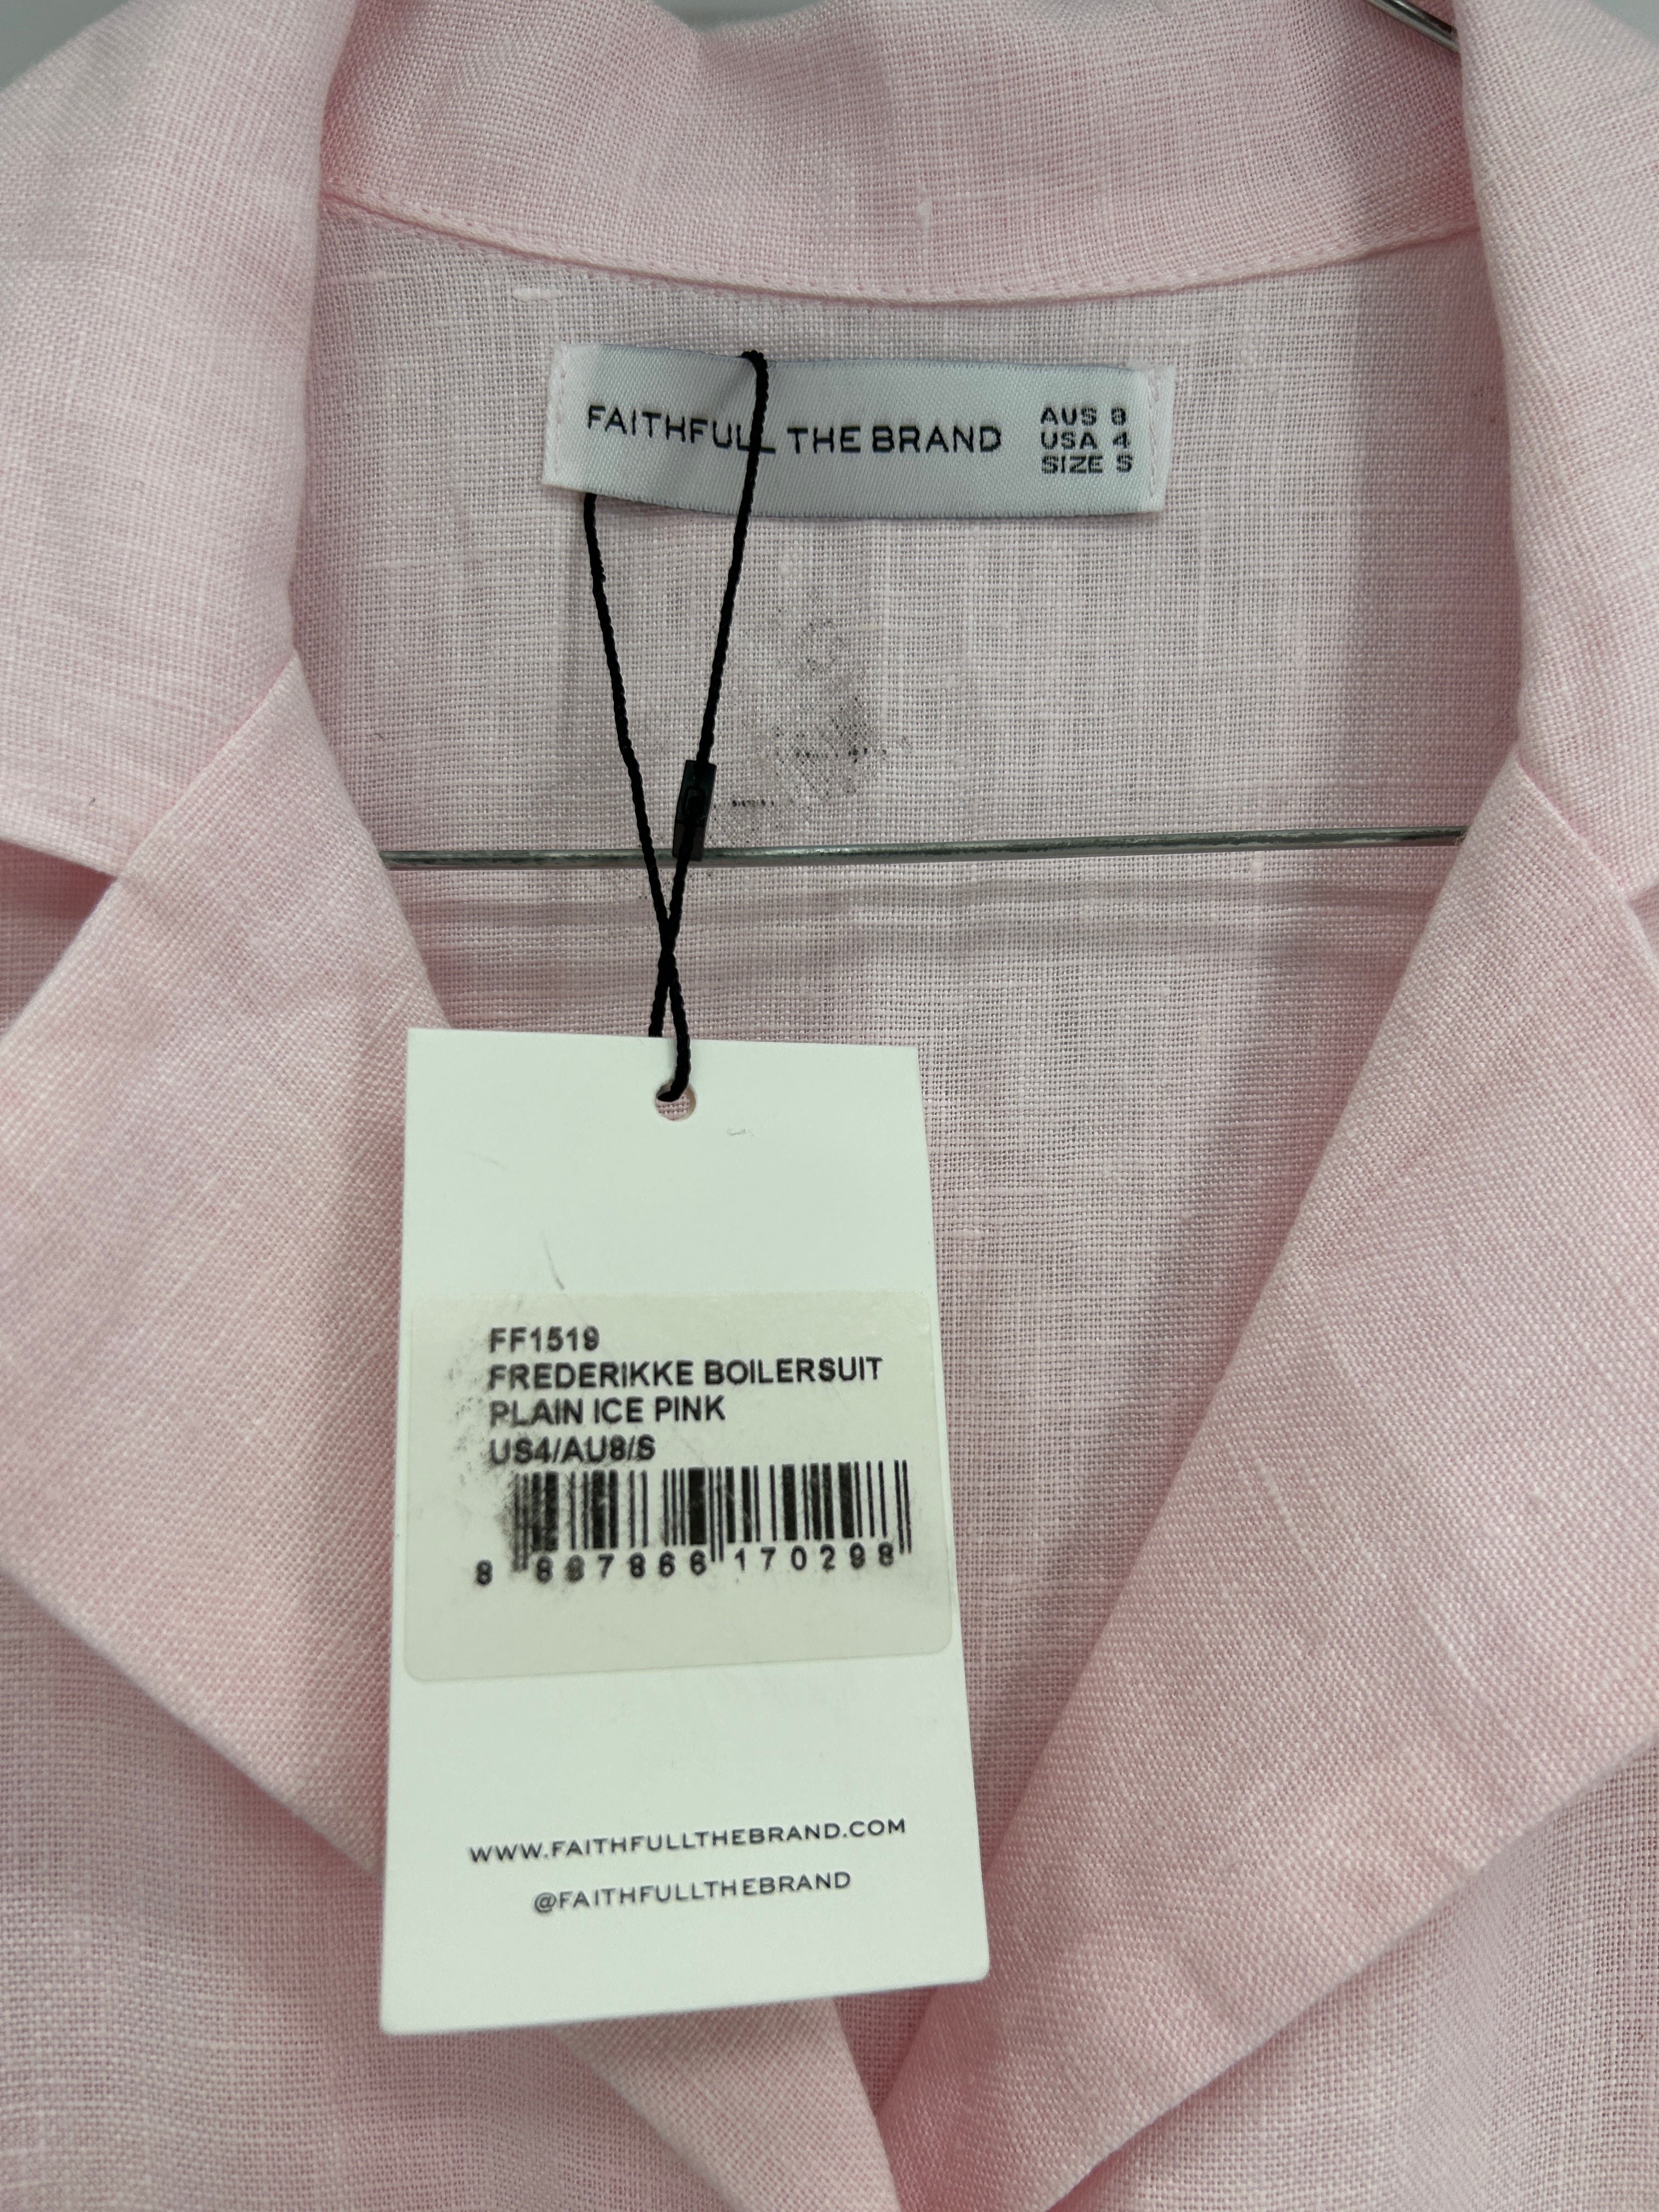 FAITHFULL THE BRAND
AUS 8
USA 4
SIZE S
FF1519
FREDERIKKE BOILERSUIT
PLAIN ICE PINK
US4/AU8/S
8 887866 170298
WWW.FAITHFULLTHEBRAND.COM
@FAITHFULLTHEBRAND